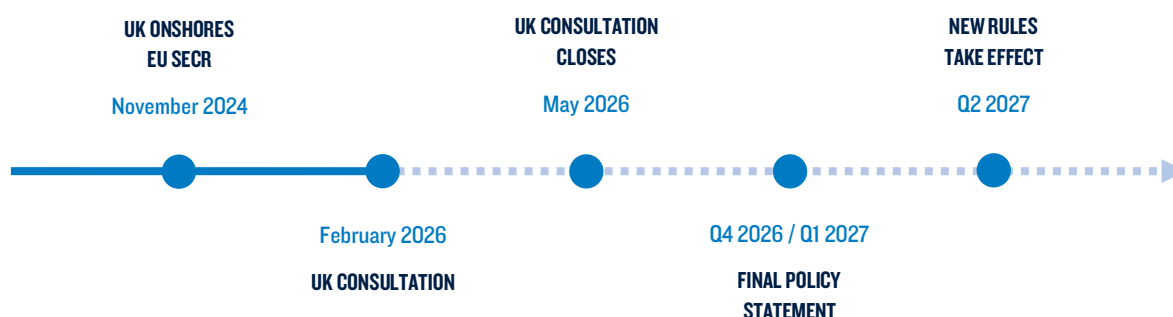 UK ONSHORES
EU SECR
November 2024
UK CONSULTATION
CLOSES
May 2026
NEW RULES
TAKE EFFECT
Q2 2027
February 2026
UK CONSULTATION
Q4 2026 / Q1 2027
FINAL POLICY
STATEMENT